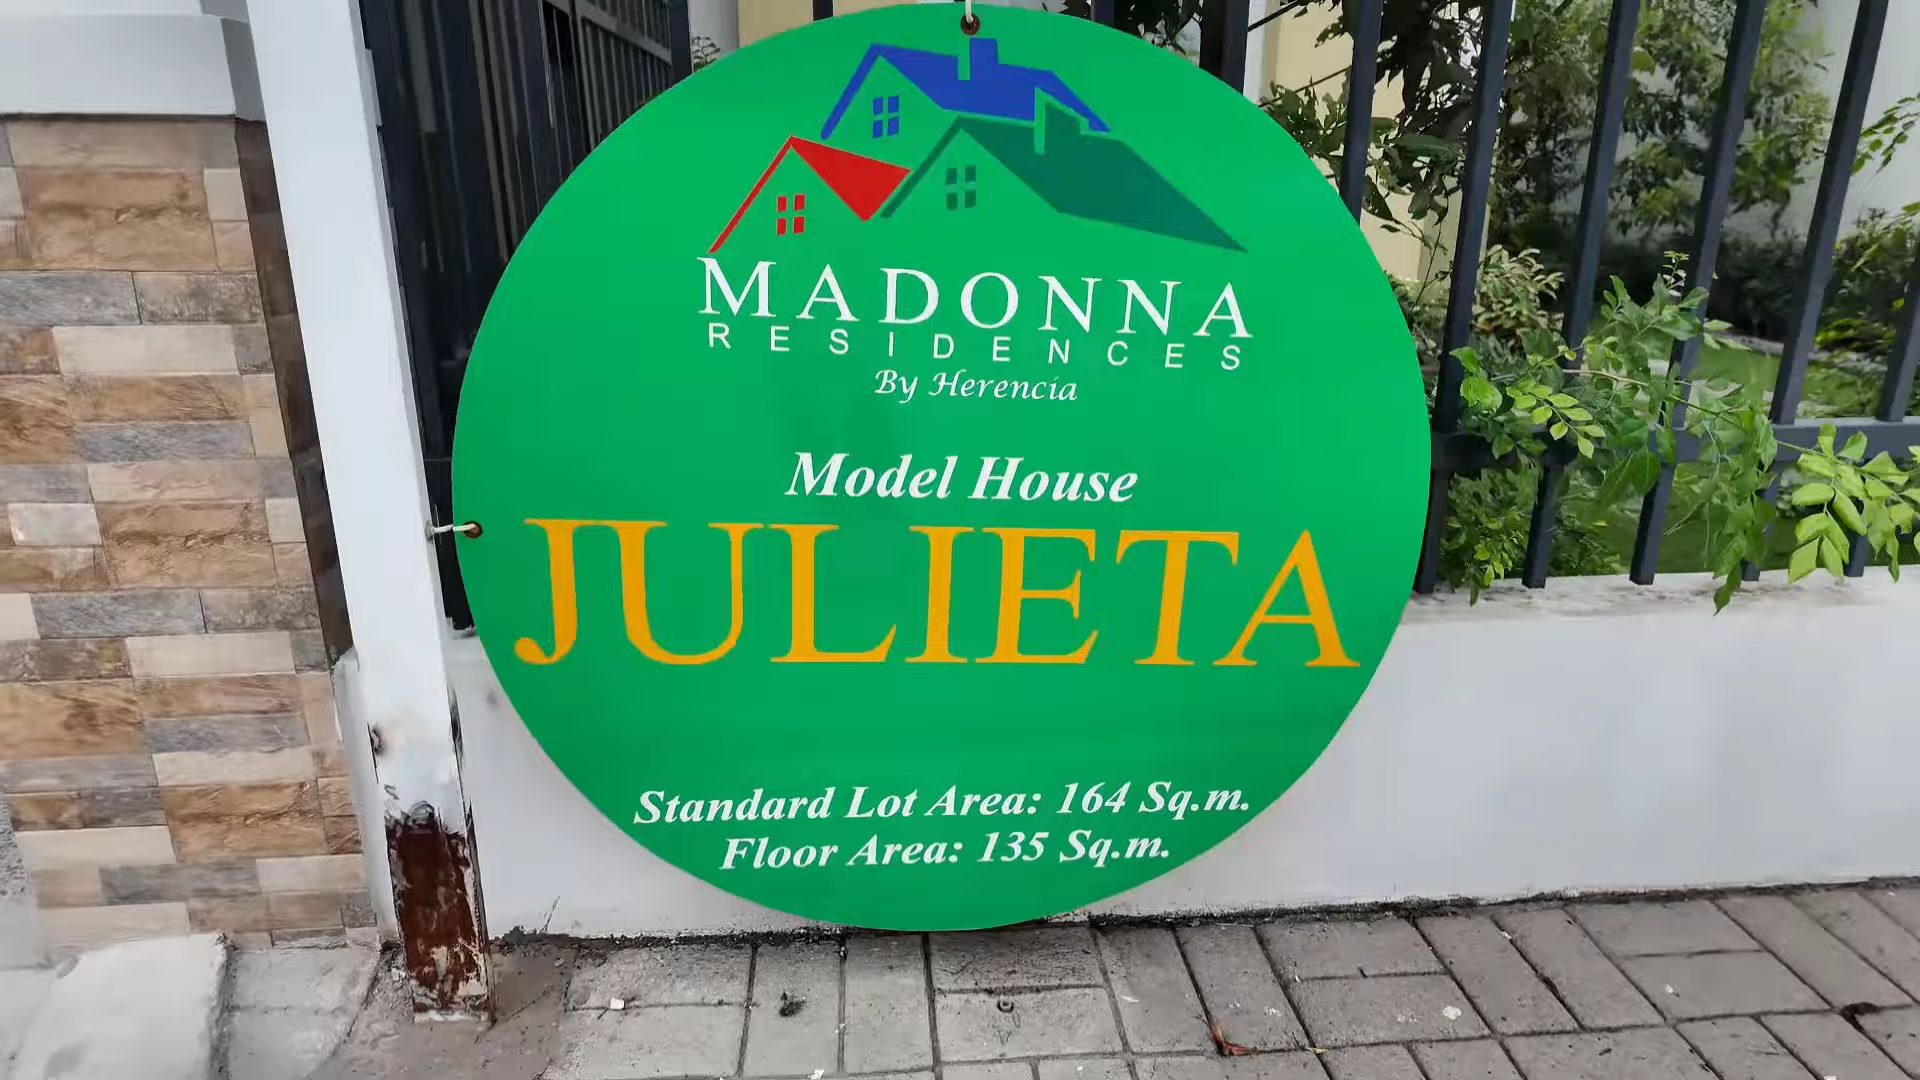 MADONNA
RESIDENCES
By Herencia
Model House
JULIETA
Standard Lot Area: 164 Sq.m.
Floor Area: 135 Sq.m.